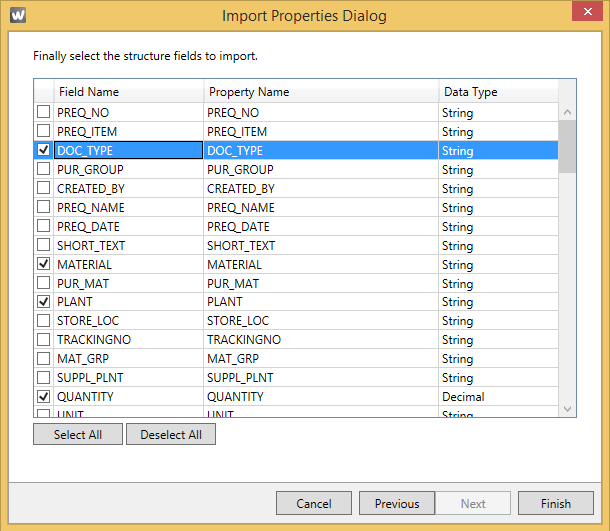 W
Import Properties Dialog
Finally select the structure fields to import.
Field Name Property Name Data Type
PREQ_NO PREQ_NO String
PREQ_ITEM PREQ_ITEM String
DOC_TYPE DOC_TYPE String
PUR_GROUP PUR_GROUP String
CREATED_BY CREATED_BY String
PREQ_NAME PREQ_NAME String
PREQ_DATE PREQ_DATE String
SHORT_TEXT SHORT_TEXT String
MATERIAL MATERIAL String
PUR_MAT PUR_MAT String
PLANT PLANT String
STORE_LOC STORE_LOC String
TRACKINGNO TRACKINGNO String
MAT_GRP MAT_GRP String
SUPPL_PLNT SUPPL_PLNT String
QUANTITY QUANTITY Decimal
UNIT UNIT String
Select All Deselect All
Cancel Previous Next Finish